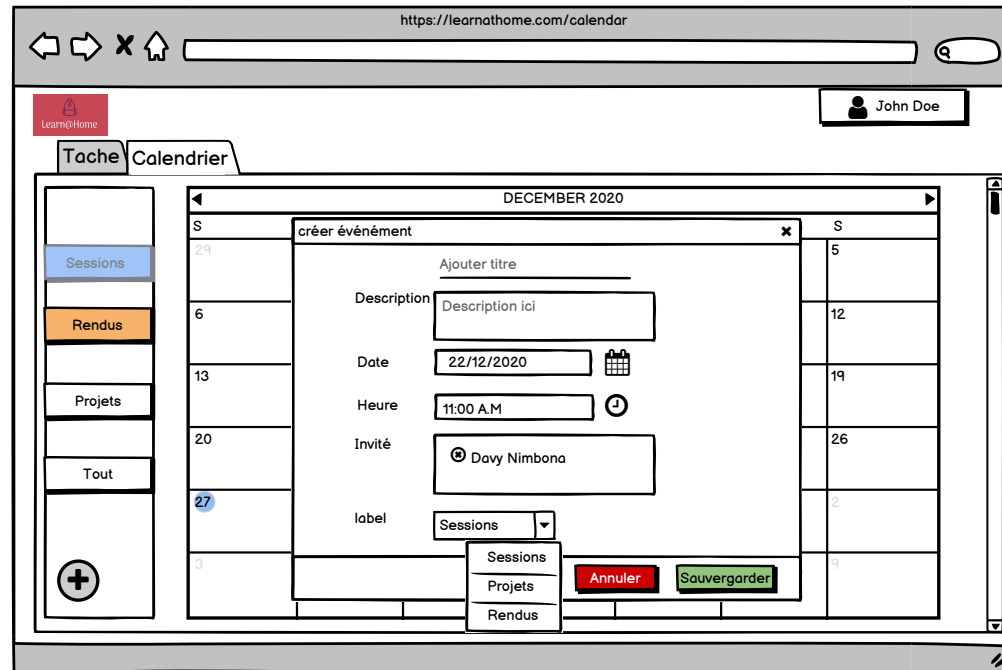 https://learnathome.com/calendar
Learn@Home
John Doe
Tache
Calendrier
DECEMBER 2020
S
S
29
5
6
12
13
19
20
26
27
2
3
9
Sessions
Rendus
Projets
Tout
créer événément
Ajouter titre
Description
Description ici
Date
22/12/2020
Heure
11:00 A.M
Invité
Davy Nimbona
label
Sessions
Sessions
Projets
Rendus
Annuler
Sauvergarder